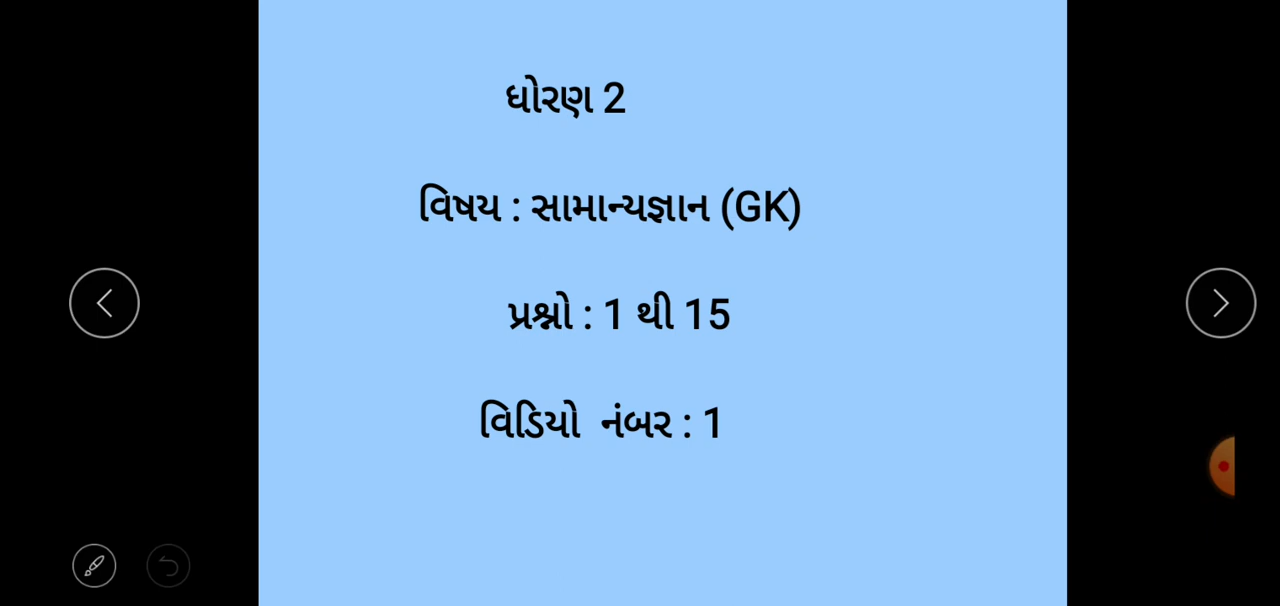 ધોરણ 2
વિષય : સામાન્યજ્ઞાન (GK)
પ્રશ્નો : 1 થી 15
વિડિયો નંબર : 1